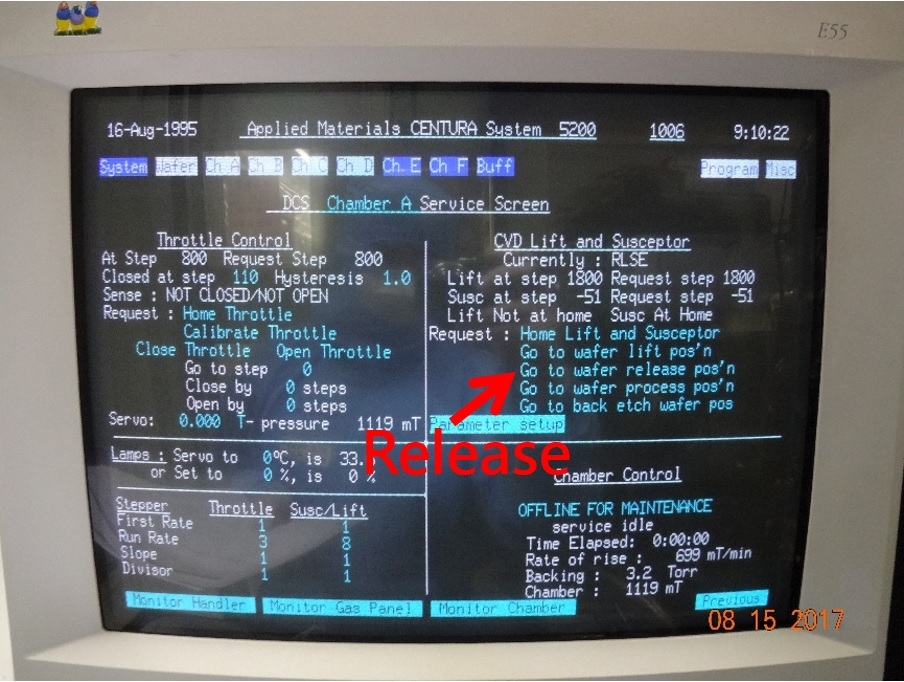 E55
16-Aug-1995 Applied Materials CENTURA System 5200 1006 9:10:22
System Wafer Ch A Ch B Ch C Ch D Ch E Ch F Buff Program Misc
DCS Chamber A Service Screen
Throttle Control
At Step 800 Request Step 800
Closed at step 110 Hysteresis 1.0
Sense : NOT CLOSED/NOT OPEN
Request : Home Throttle
Calibrate Throttle
Close Throttle Open Throttle
Go to step 0
Close by 0 steps
Open by 0 steps
Servo: 0.000 T- pressure 1119 mT
CVD Lift and Susceptor
Currently : RLSE
Lift at step 1800 Request step 1800
Susc at step -51 Request step -51
Lift Not at home Susc At Home
Request : Home Lift and Susceptor
Go to wafer lift pos'n
Go to wafer release pos'n
Go to wafer process pos'n
Go to back etch wafer pos
Parameter setup
Release
Lamps : Servo to 0ºC, is 33.
or Set to 0 %, is 0 %
Stepper Throttle Susc/Lift
First Rate 1 1
Run Rate 3 8
Slope 1 1
Divisor 1 1
Chamber Control
OFFLINE FOR MAINTENANCE
service idle
Time Elapsed: 0:00:00
Rate of rise : 699 mT/min
Backing : 3.2 Torr
Chamber : 1119 mT
Monitor Handler Monitor Gas Panel Monitor Chamber Previous
08 15 2017